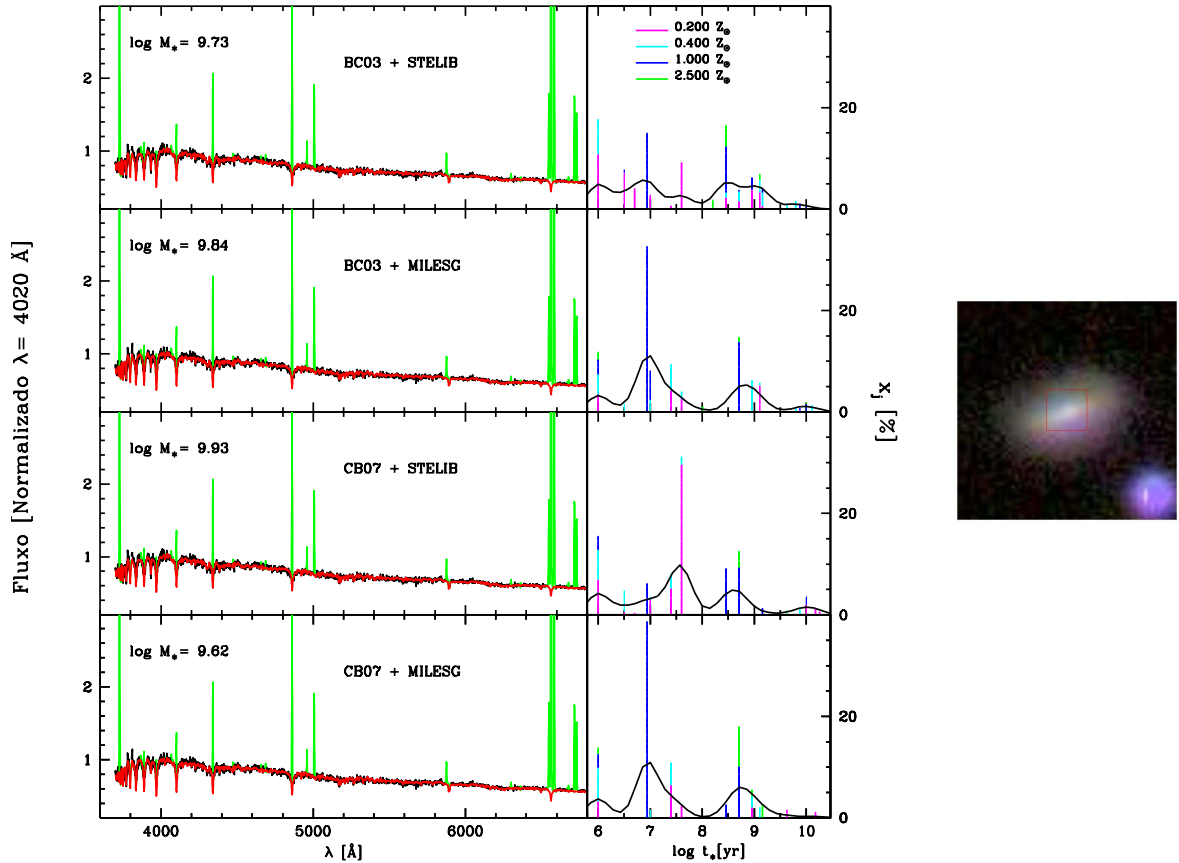 log M⁎= 9.73
BC03 + STELIB
0.200 Z⊙
0.400 Z⊙
1.000 Z⊙
2.500 Z⊙
2
1
20
0
log M⁎= 9.84
BC03 + MILESG
2
1
20
0
log M⁎= 9.93
CB07 + STELIB
2
1
20
0
log M⁎= 9.62
CB07 + MILESG
2
1
20
0
Fluxo [Normalizado λ= 4020 Å]
xⱼ [%]
4000
5000
6000
λ [Å]
6
7
8
9
10
log t⁎[yr]